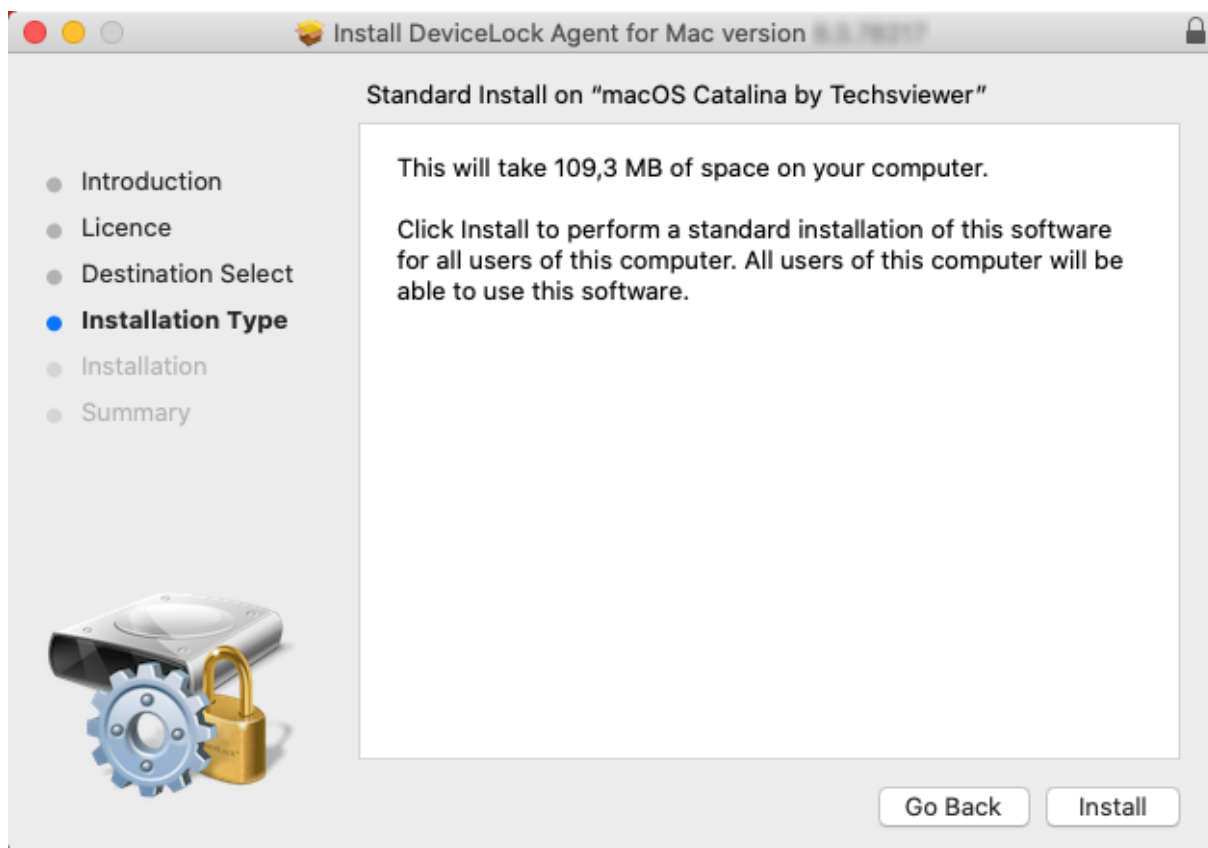 Install DeviceLock Agent for Mac version
Standard Install on “macOS Catalina by Techsviewer”
Introduction
Licence
Destination Select
Installation Type
Installation
Summary
This will take 109,3 MB of space on your computer.
Click Install to perform a standard installation of this software
for all users of this computer. All users of this computer will be
able to use this software.
Go Back
Install